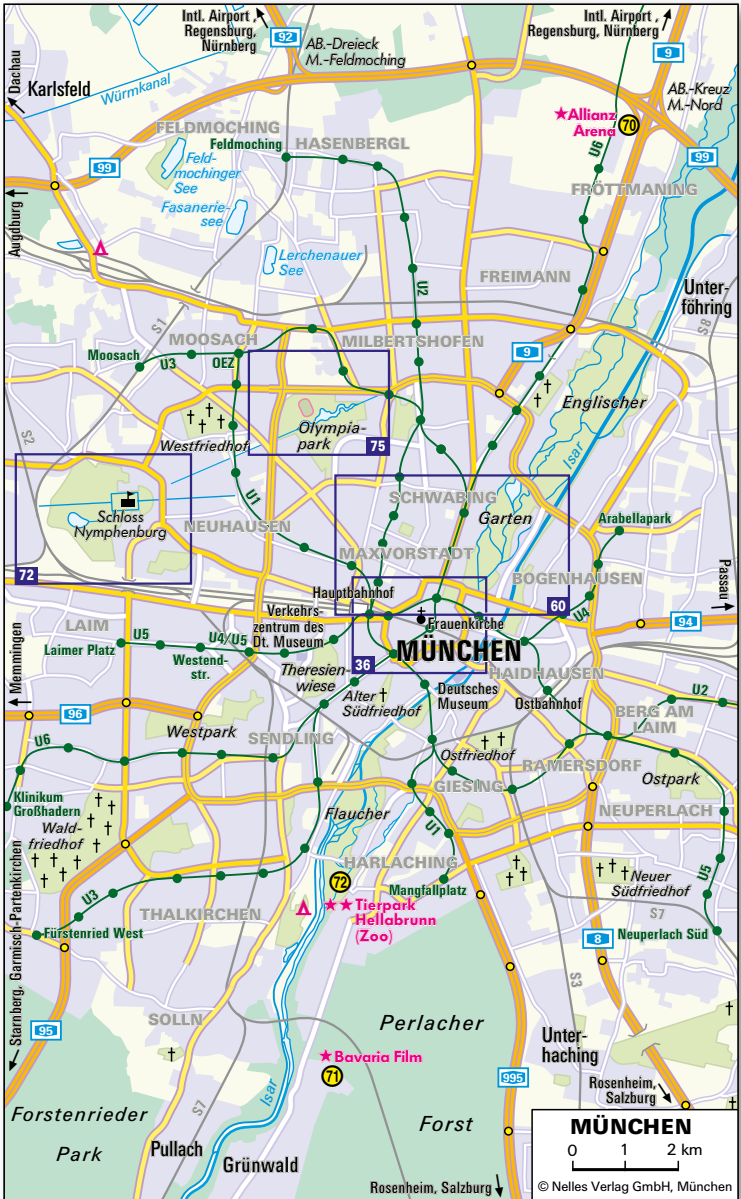 Intl. Airport ,
Regensburg,
Nürnberg
92
AB.-Dreieck
M.-Feldmoching
Intl. Airport ,
Regensburg, Nürnberg
9
AB.-Kreuz
M.-Nord
Dachau
Karlsfeld
Würmkanal
FELDMOCHING
Feldmoching
HASENBERGL
★Allianz
Arena
70
99
Feld-
mochinger
See
U6
99
FRÖTTMANING
Fasanerie-
see
Augdburg
Lerchenauer
See
FREIMANN
U2
Unter-
föhring
S1
S8
MOOSACH
MILBERTSHOFEN
Moosach
U3
OEZ
9
Englischer
Olympia-
park
75
Westfriedhof
S2
Isar
U1
SCHWABING
Garten
Schloss
Nymphenburg
NEUHAUSEN
Arabellapark
MAXVORSTADT
72
Hauptbahnhof
BOGENHAUSEN
60
Passau
U4
94
Verkehrs-
zentrum des
Dt. Museum
Frauenkirche
LAIM
U5
U4/U5
Laimer Platz
Westend-
str.
MÜNCHEN
Memmingen
Theresien-
wiese
36
HAIDHAUSEN
Alter
Südfriedhof
Deutsches
Museum
Ostbahnhof
U2
96
Westpark
BERG AM
LAIM
U6
SENDLING
Ostfriedhof
RAMERSDORF
Ostpark
GIESING
Klinikum
Großhadern
Flaucher
NEUPERLACH
Wald-
friedhof
U1
HARLACHING
U5
72
Mangfallplatz
Neuer
Südfriedhof
U3
★★Tierpark
Hellabrunn
(Zoo)
THALKIRCHEN
S7
Fürstenried West
Neuperlach Süd
8
Starnberg, Garmisch-Partenkirchen
S3
95
SOLLN
Perlacher
Unter-
haching
★Bavaria Film
71
995
Isar
Rosenheim,
Salzburg
Forstenrieder
Park
S7
Forst
Pullach
Grünwald
Rosenheim, Salzburg
MÜNCHEN
0 1 2 km
© Nelles Verlag GmbH, München